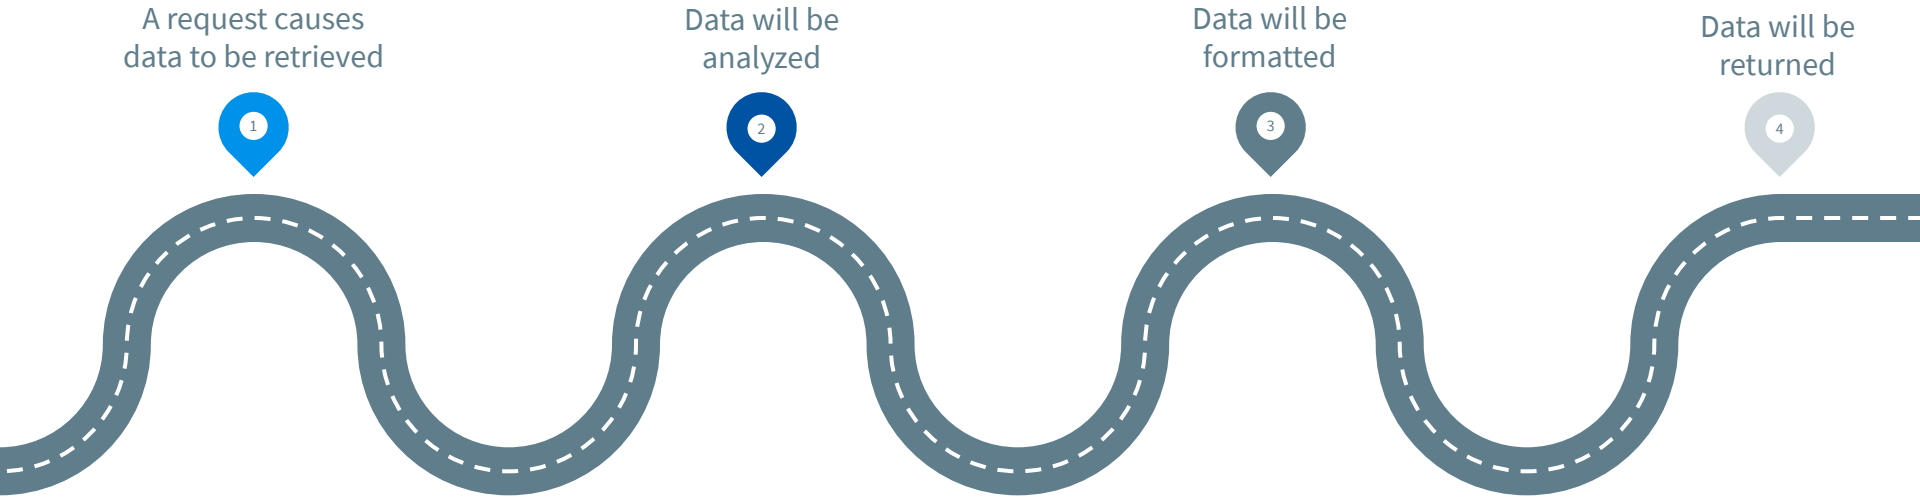 A request causes
data to be retrieved
1
Data will be
analyzed
2
Data will be
formatted
3
Data will be
returned
4